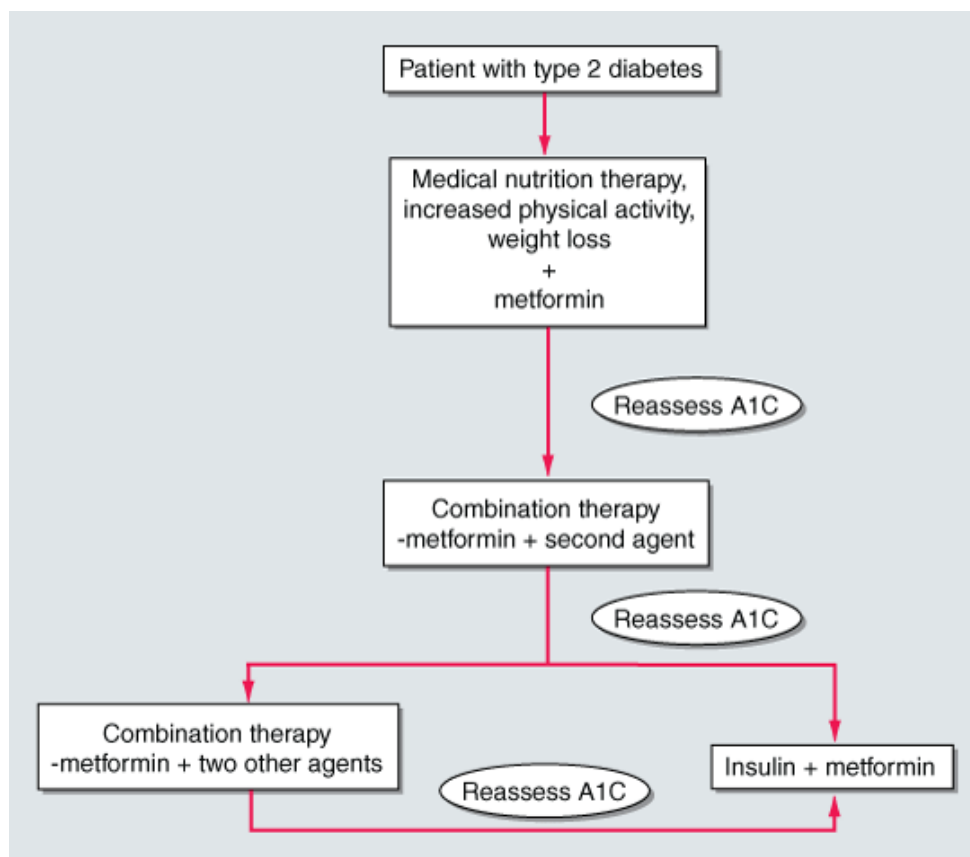 Patient with type 2 diabetes
Medical nutrition therapy,
increased physical activity,
weight loss
+
metformin
Reassess A1C
Combination therapy
-metformin + second agent
Reassess A1C
Combination therapy
-metformin + two other agents
Insulin + metformin
Reassess A1C